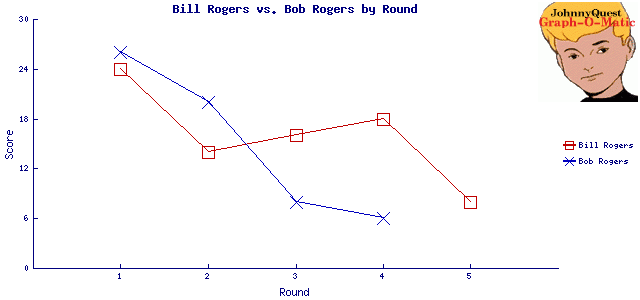 Bill Rogers vs. Bob Rogers by Round
JohnnyQuest
Graph-O-Matic
30
24
18
12
6
0
Score
1 2 3 4 5
Round
Bill Rogers
Bob Rogers